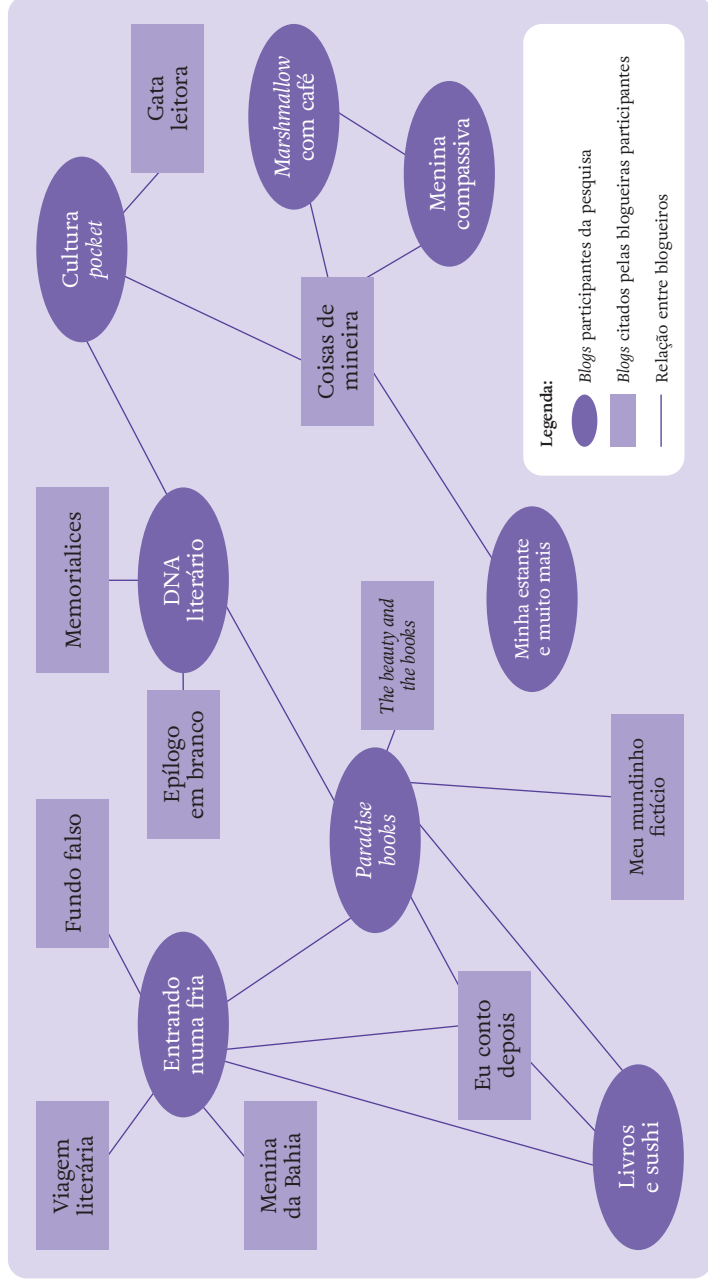 Viagem
literária
Fundo falso
Memorialices
Cultura
pocket
Gata
leitora
Entrando
numa fria
Menina
da Bahia
Epílogo
em branco
DNA
literário
Marshmallow
com café
Coisas de
mineira
Menina
compassiva
Paradise
books
The beauty and
the books
Eu conto
depois
Minha estante
e muito mais
Livros
e sushi
Meu mundinho
fictício
Legenda:
Blogs participantes da pesquisa
Blogs citados pelas blogueiras participantes
Relação entre blogueiros